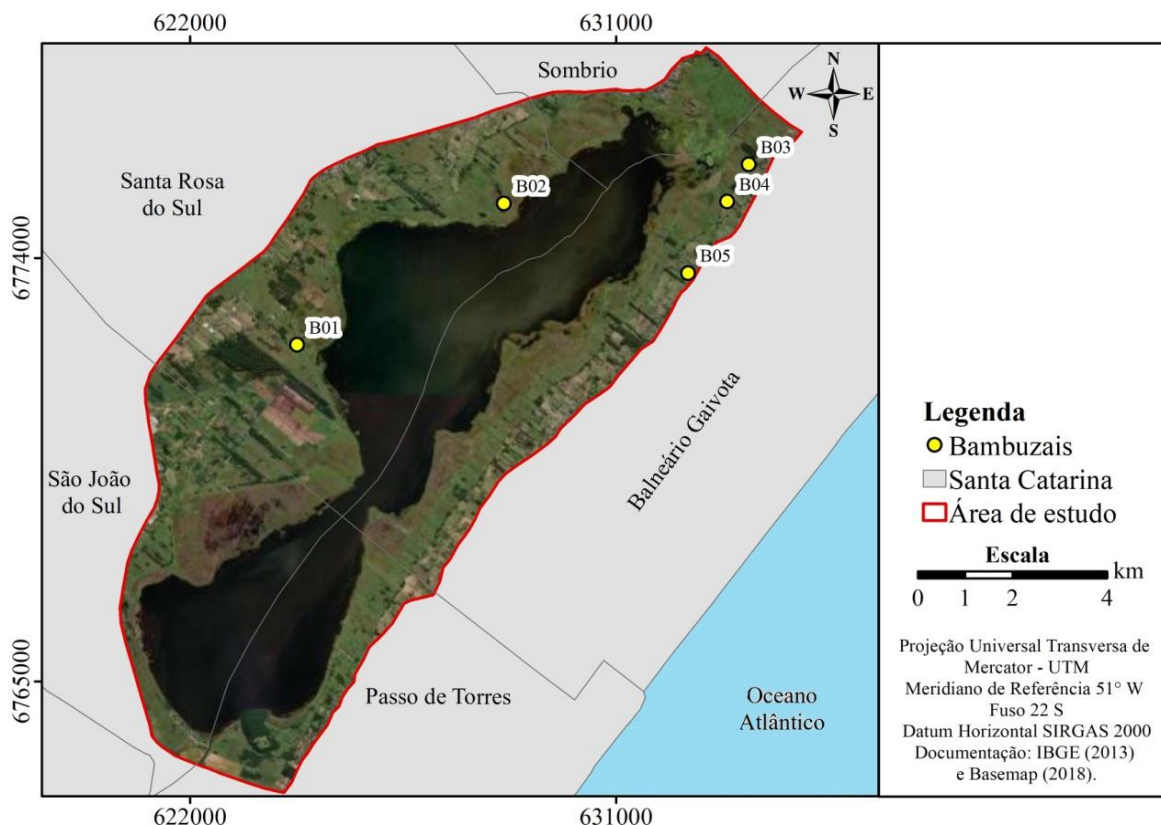 622000
631000
Sombrio
N
W
E
S
B03
Santa Rosa
do Sul
B02
B04
6774000
B05
B01
Balneário Gaivota
Legenda
Bambuzais
Santa Catarina
Área de estudo
São João
do Sul
Escala
km
0 1 2 4
Projeção Universal Transversa de
Mercator - UTM
Meridiano de Referência 51° W
Fuso 22 S
Datum Horizontal SIRGAS 2000
Documentação: IBGE (2013)
e Basemap (2018).
6765000
Passo de Torres
Oceano
Atlântico
622000
631000